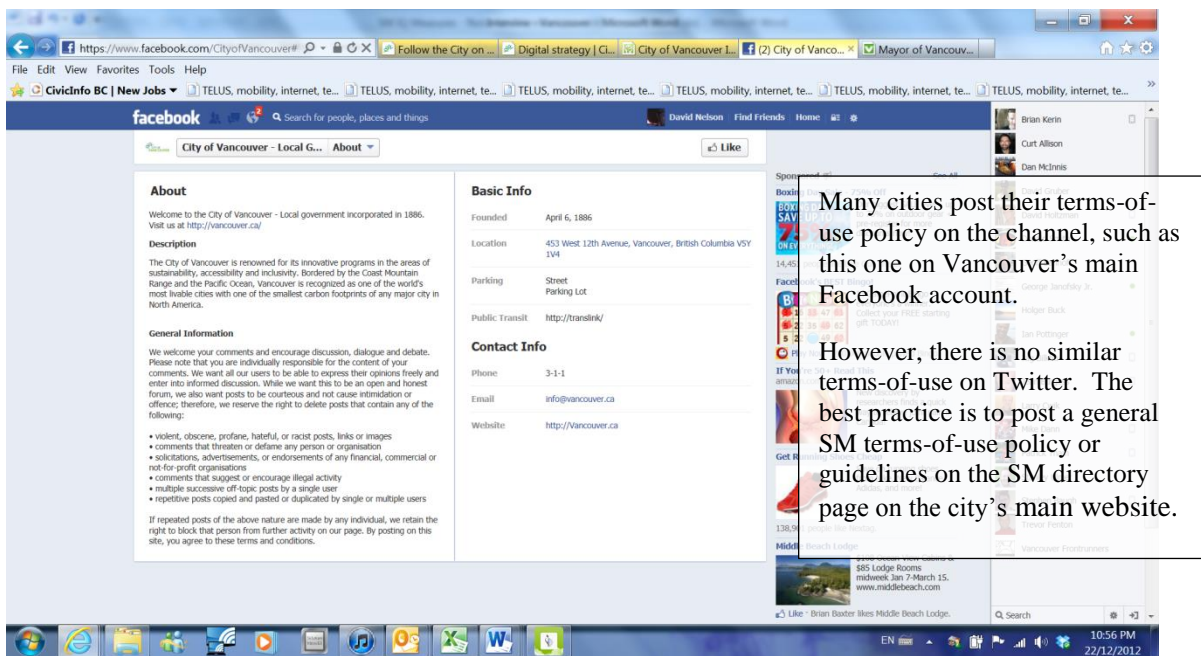 https://www.facebook.com/CityofVancouver#
Follow the City on ...
Digital strategy | Ci...
City of Vancouver I...
(2) City of Vanco...
Mayor of Vancouv...
File Edit View Favorites Tools Help
CivicInfo BC | New Jobs
TELUS, mobility, internet, te...
TELUS, mobility, internet, te...
TELUS, mobility, internet, te...
TELUS, mobility, internet, te...
TELUS, mobility, internet, te...
TELUS, mobility, internet, te...
facebook
2
Search for people, places and things
David Nelson Find Friends Home
City of Vancouver - Local G... About
Like
About
Welcome to the City of Vancouver - Local government incorporated in 1886.
Visit us at http://vancouver.ca/
Description
The City of Vancouver is renowned for its innovative programs in the areas of
sustainability, accessibility and inclusivity. Bordered by the Coast Mountain
Range and the Pacific Ocean, Vancouver is recognized as one of the world's
most livable cities with one of the smallest carbon footprints of any major city in
North America.
General Information
We welcome your comments and encourage discussion, dialogue and debate.
Please note that you are individually responsible for the content of your
comments. We want all our users to be able to express their opinions freely and
enter into informed discussion. While we want this to be an open and honest
forum, we also want posts to be courteous and not cause intimidation or
offence; therefore, we reserve the right to delete posts that contain any of the
following:
• violent, obscene, profane, hateful, or racist posts, links or images
• comments that threaten or defame any person or organisation
• solicitations, advertisements, or endorsements of any financial, commercial or
not-for-profit organisations
• comments that suggest or encourage illegal activity
• multiple successive off-topic posts by a single user
• repetitive posts copied and pasted or duplicated by single or multiple users
If repeated posts of the above nature are made by any individual, we retain the
right to block that person from further activity on our page. By posting on this
site, you agree to these terms and conditions.
Basic Info
Founded April 6, 1886
Location 453 West 12th Avenue, Vancouver, British Columbia V5Y
1V4
Parking Street
Parking Lot
Public Transit http://translink/
Contact Info
Phone 3-1-1
Email info@vancouver.ca
Website http://Vancouver.ca
Many cities post their terms-of-
use policy on the channel, such as
this one on Vancouver's main
Facebook account.
However, there is no similar
terms-of-use on Twitter. The
best practice is to post a general
SM terms-of-use policy or
guidelines on the SM directory
page on the city's main website.
Middle Beach Lodge
$85 Lodge Rooms
midweek Jan 7-March 15.
www.middlebeach.com
Like · Brian Baxter likes Middle Beach Lodge.
Brian Kerin
Curt Allison
Dan McInnis
George Janofsky Jr.
Holger Buck
Ian Pottinger
Trevor Fenton
Vancouver Frontrunners
Search
EN
10:56 PM
22/12/2012